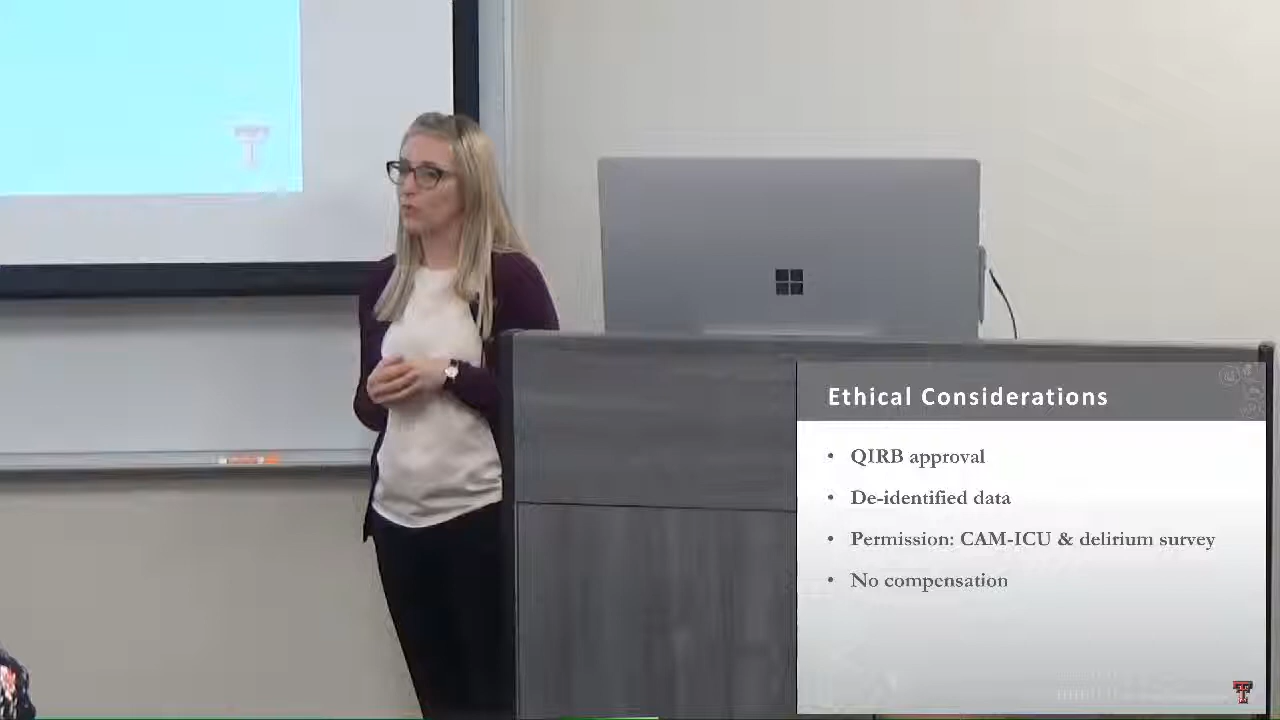 Ethical Considerations
• QIRB approval
• De-identified data
• Permission: CAM-ICU & delirium survey
• No compensation